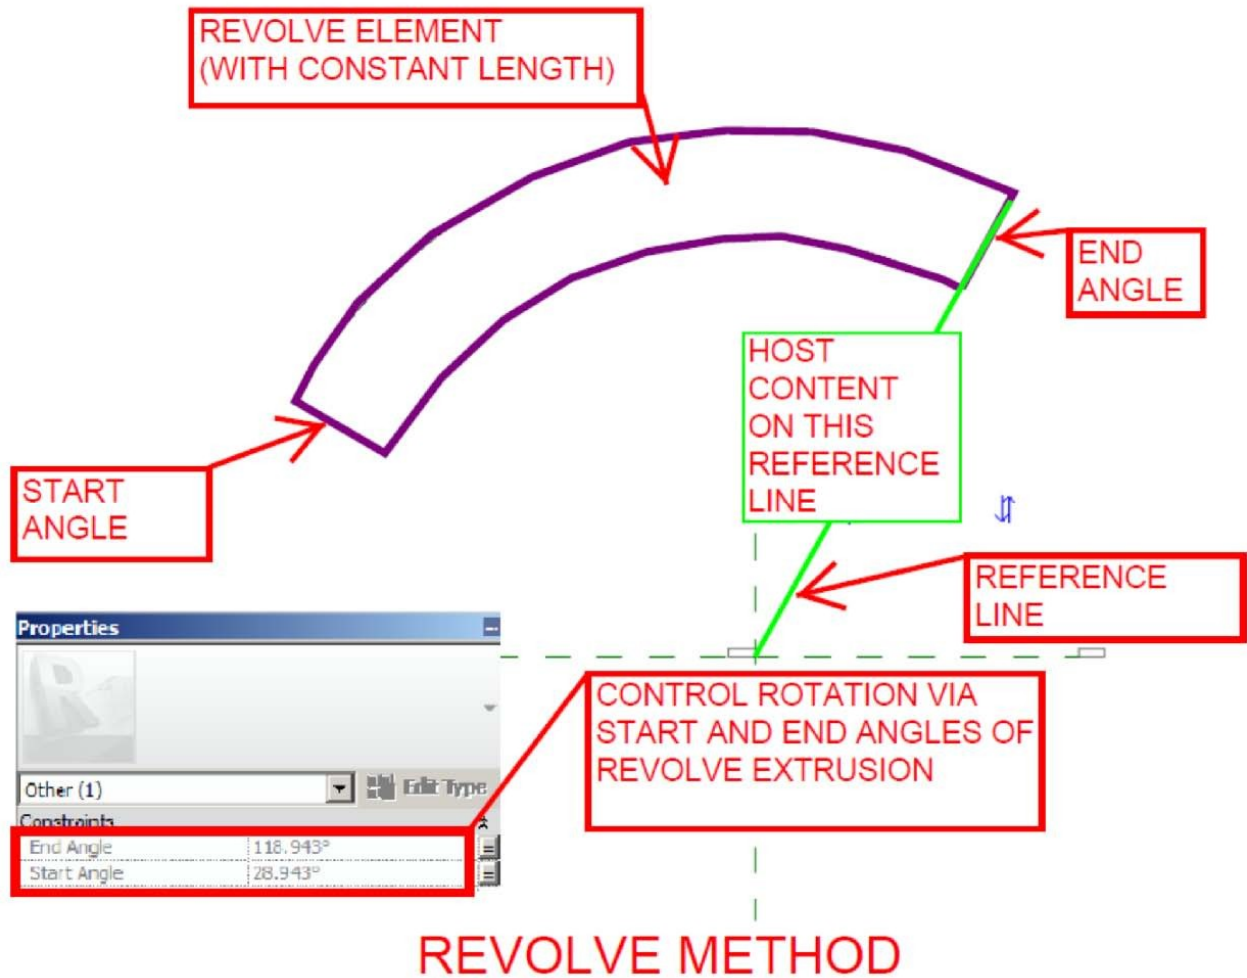 REVOLVE ELEMENT
(WITH CONSTANT LENGTH)
END
ANGLE
HOST
CONTENT
ON THIS
REFERENCE
LINE
START
ANGLE
REFERENCE
LINE
Properties
CONTROL ROTATION VIA
START AND END ANGLES OF
REVOLVE EXTRUSION
Other (1)
Edit Type
Constraints
End Angle 118.943°
Start Angle 28.943°
REVOLVE METHOD